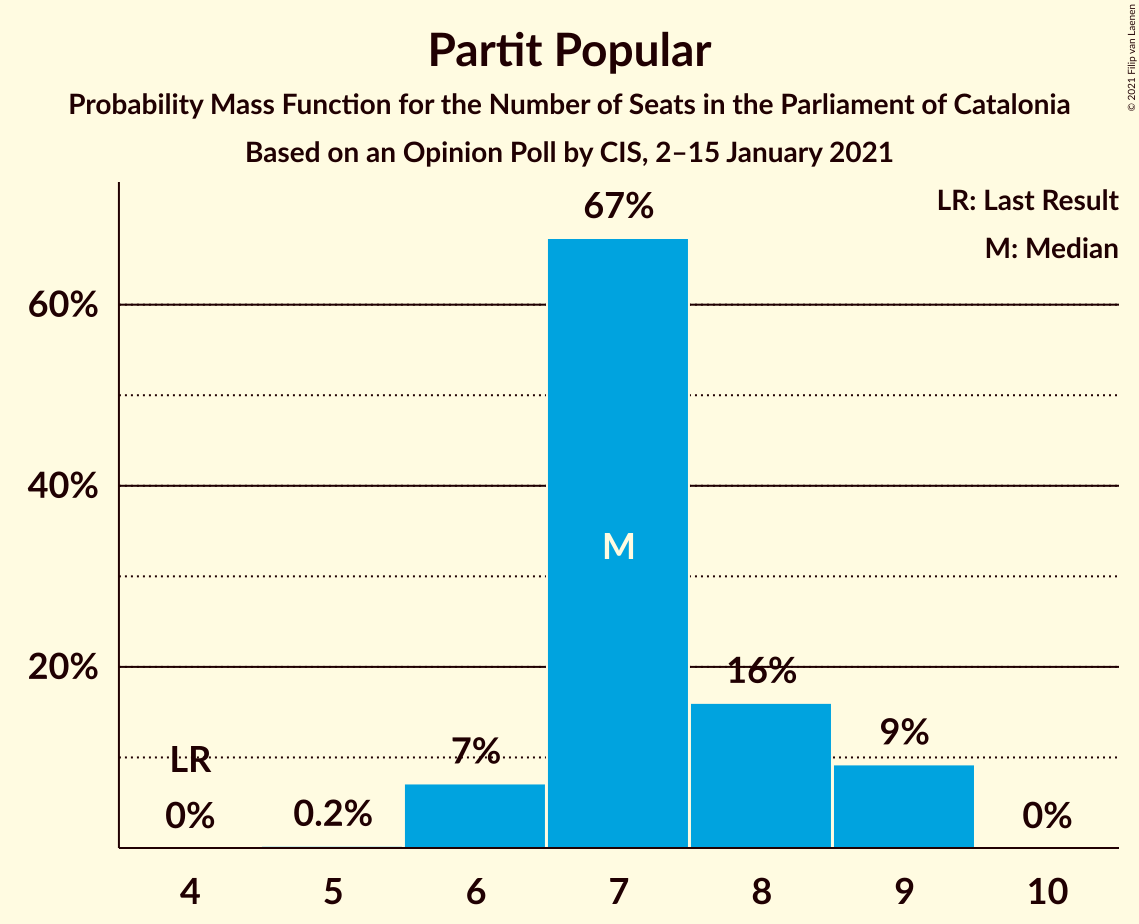 Partit Popular
Probability Mass Function for the Number of Seats in the Parliament of Catalonia
Based on an Opinion Poll by CIS, 2–15 January 2021
© 2021 Filip van Laenen
LR: Last Result
M: Median
67%
60%
40%
M
20%
16%
9%
7%
LR
0%
0.2%
0%
4
5
6
7
8
9
10